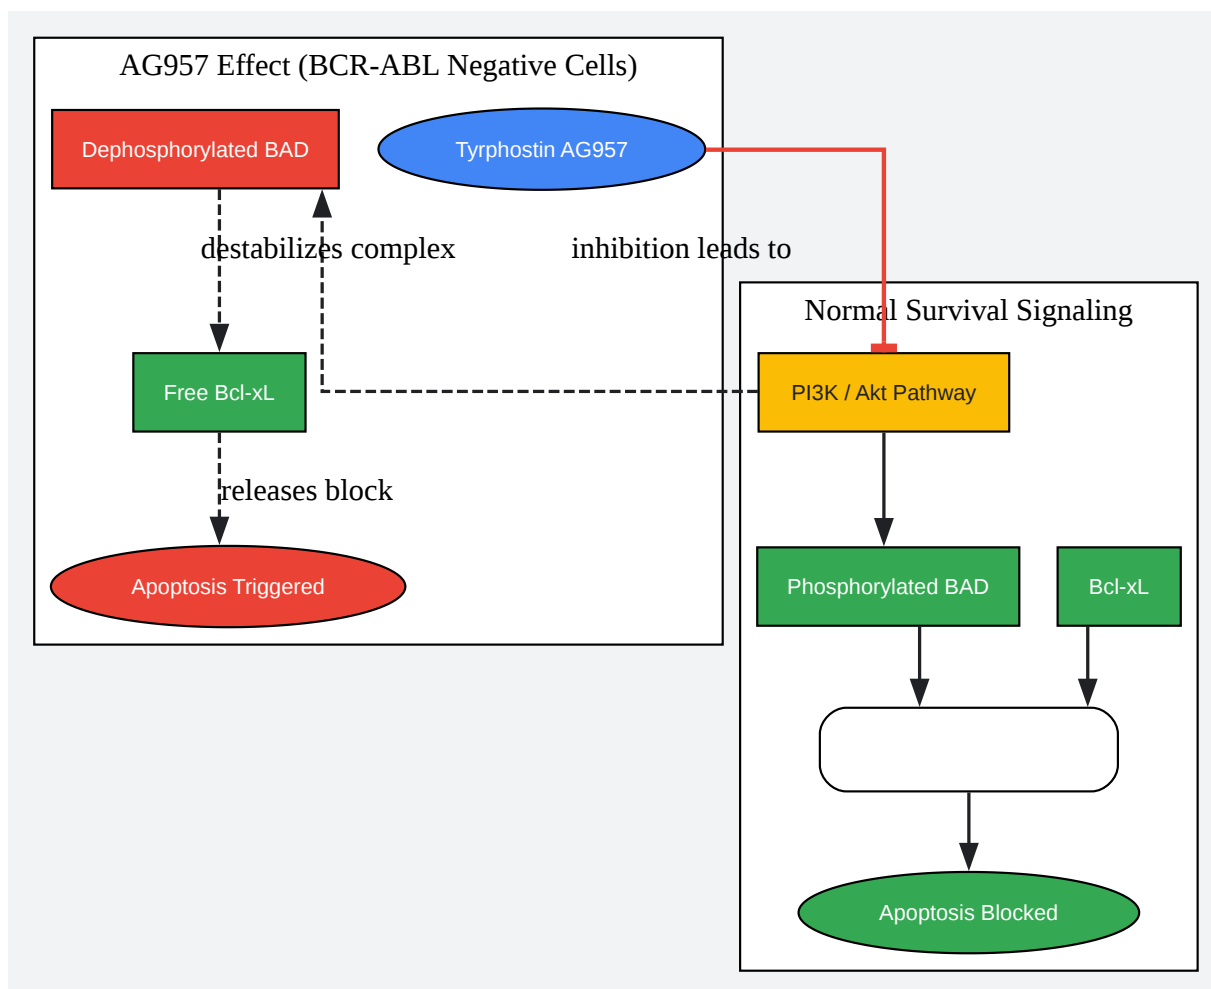 AG957 Effect (BCR-ABL Negative Cells)
Dephosphorylated BAD
Tyrphostin AG957
destabilizes complex
inhibition leads to
Normal Survival Signaling
Free Bcl-xL
PI3K / Akt Pathway
releases block
Apoptosis Triggered
Phosphorylated BAD
Bcl-xL
Apoptosis Blocked